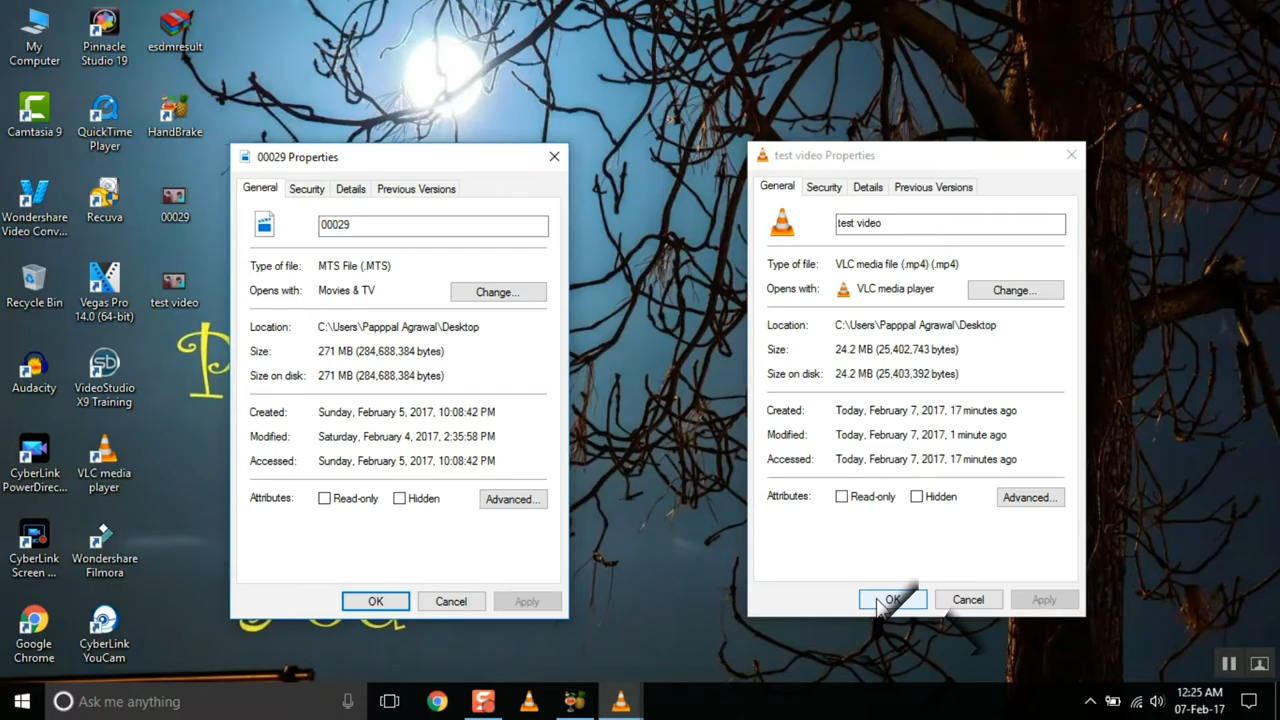 My Computer
Pinnacle Studio 19
esdmresult
Camtasia 9
QuickTime Player
HandBrake
Wondershare Video Conv...
Recuva
00029
Recycle Bin
Vegas Pro 14.0 (64-bit)
test video
Audacity
VideoStudio X9 Training
CyberLink PowerDirec...
VLC media player
CyberLink Screen ...
Wondershare Filmora
Google Chrome
CyberLink YouCam
00029 Properties
General Security Details Previous Versions
00029
Type of file: MTS File (.MTS)
Opens with: Movies & TV Change...
Location: C:\Users\Papppal Agrawal\Desktop
Size: 271 MB (284,688,384 bytes)
Size on disk: 271 MB (284,688,384 bytes)
Created: Sunday, February 5, 2017, 10:08:42 PM
Modified: Saturday, February 4, 2017, 2:35:58 PM
Accessed: Sunday, February 5, 2017, 10:08:42 PM
Attributes: Read-only Hidden Advanced...
OK Cancel Apply
test video Properties
General Security Details Previous Versions
test video
Type of file: VLC media file (.mp4) (.mp4)
Opens with: VLC media player Change...
Location: C:\Users\Papppal Agrawal\Desktop
Size: 24.2 MB (25,402,743 bytes)
Size on disk: 24.2 MB (25,403,392 bytes)
Created: Today, February 7, 2017, 17 minutes ago
Modified: Today, February 7, 2017, 1 minute ago
Accessed: Today, February 7, 2017, 17 minutes ago
Attributes: Read-only Hidden Advanced...
OK Cancel Apply
Ask me anything
12:25 AM
07-Feb-17